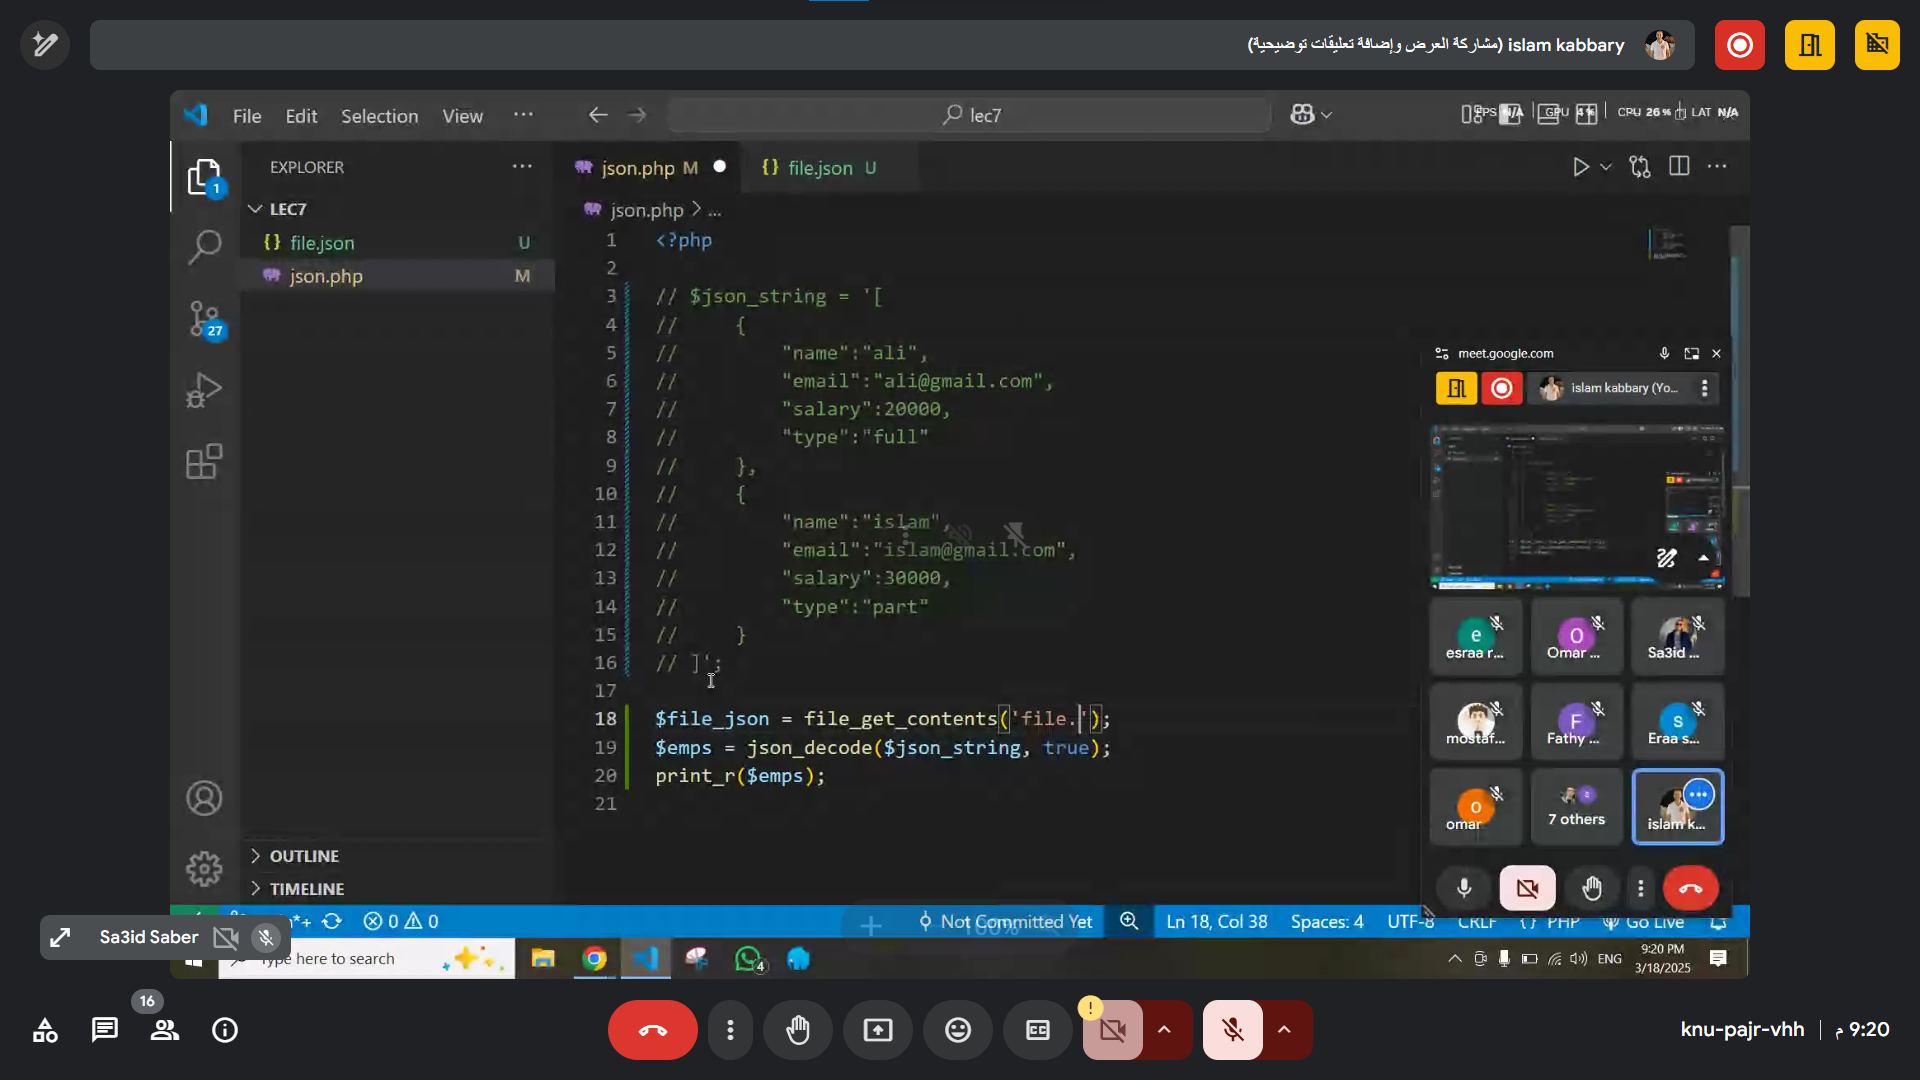 islam kabbary (مشاركة العرض وإضافة تعليقات توضيحية)
File Edit Selection View ···
lec7
GPU 4% CPU 26% LAT N/A
EXPLORER
LEC7
file.json U
json.php M
json.php M
file.json U
json.php > ...
1 <?php
2
3 // $json_string = '[
4 //     {
5 //         "name":"ali",
6 //         "email":"ali@gmail.com",
7 //         "salary":20000,
8 //         "type":"full"
9 //     },
10 //     {
11 //         "name":"islam",
12 //         "email":"islam@gmail.com",
13 //         "salary":30000,
14 //         "type":"part"
15 //     }
16 // ]';
17
18 $file_json = file_get_contents('file.');
19 $emps = json_decode($json_string, true);
20 print_r($emps);
21
1
27
OUTLINE
TIMELINE
meet.google.com
islam kabbary (Yo...
e
esraa r...
O
Omar ...
Sa3id ...
mostaf...
F
Fathy ...
s
Eraa s...
o
omar
7 others
islam k...
0 0
Not Committed Yet
Ln 18, Col 38
Spaces: 4
UTF-8
CRLF
{} PHP
Go Live
Sa3id Saber
Type here to search
4
ENG
9:20 PM
3/18/2025
16
!
knu-pajr-vhh | 9:20 م